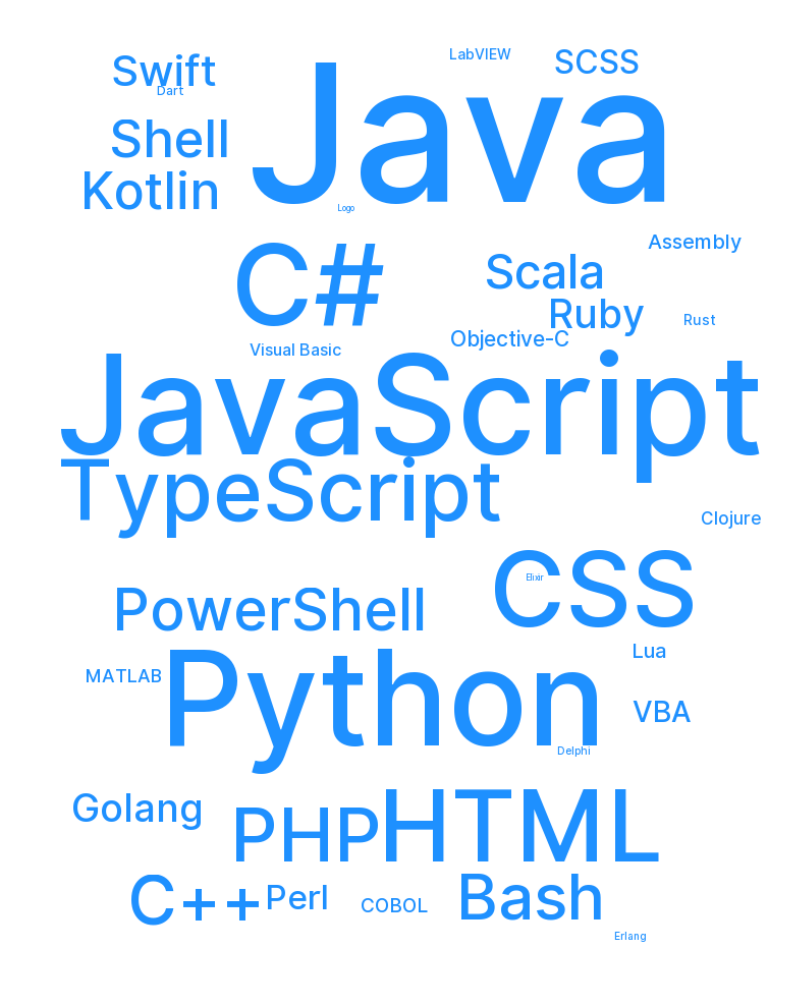 LabVIEW
SCSS
Swift
Dart
Java
Shell
Kotlin
Logo
Assembly
C#
Scala
Ruby
Rust
Objective-C
Visual Basic
JavaScript
TypeScript
Clojure
CSS
Elixir
PowerShell
Lua
MATLAB
Python
VBA
Delphi
Golang
PHP
HTML
C++
Perl
COBOL
Bash
Erlang